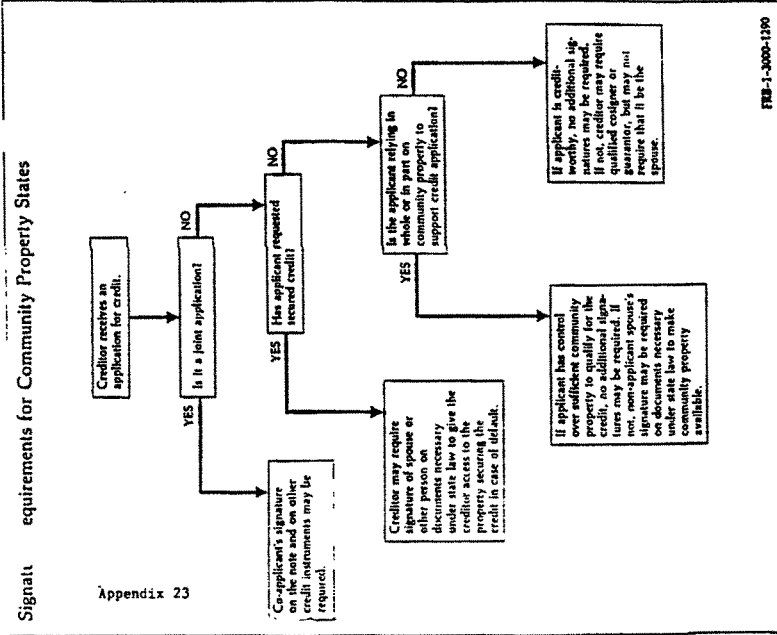 Signatu equirements for Community Property States
Creditor receives an
application for credit.
Is it a joint application?
YES
NO
Co-applicant's signature
on the note and on other
credit instruments may be
required.
Has applicant requested
secured credit?
YES
NO
Creditor may require
signature of spouse or
other person on
documents necessary
under state law to give the
creditor access to the
property securing the
credit in case of default.
Is the applicant relying in
whole or in part on
community property to
support credit application?
YES
NO
If applicant has control
over sufficient community
property to qualify for the
credit, no additional signa-
tures may be required. If
not, non-applicant spouse's
signature may be required
on documents necessary
under state law to make
community property
available.
If applicant is credit-
worthy, no additional sig-
natures may be required.
If not, creditor may require
qualified cosigner or
guarantor, but may not
require that it be the
spouse.
Appendix 23
FRB-1-3000-1290